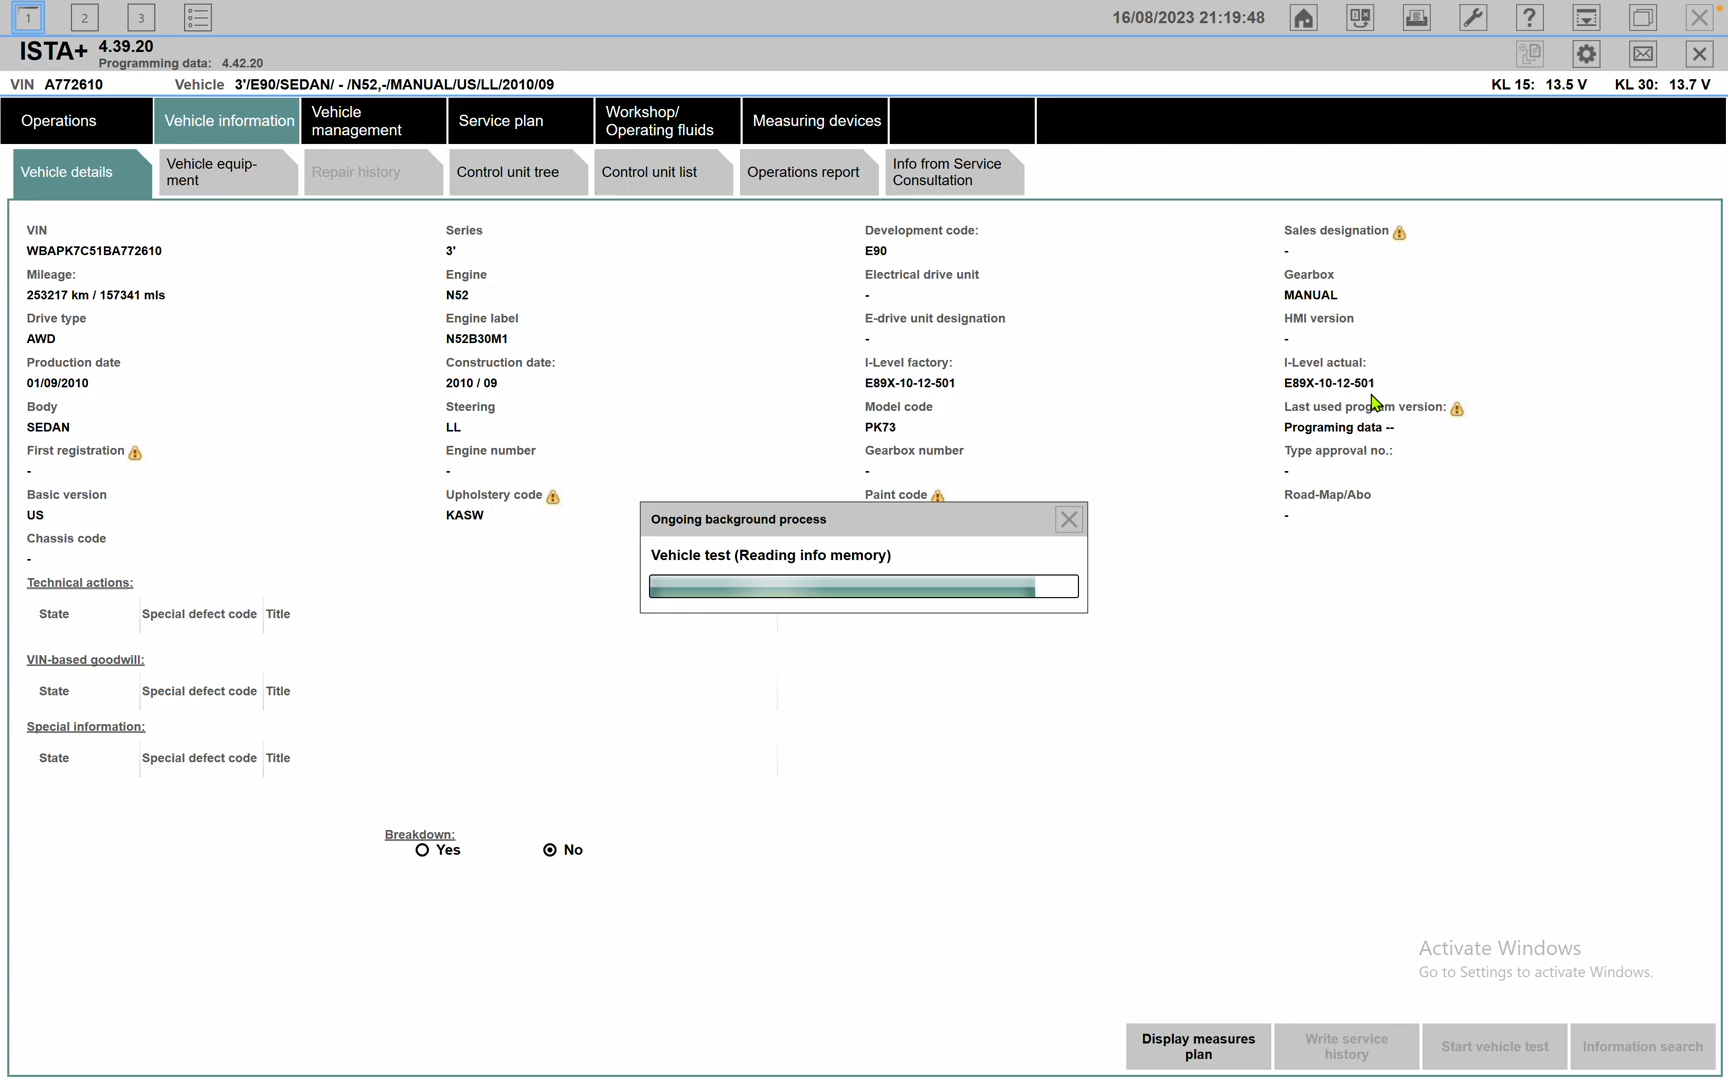 1 2 3 16/08/2023 21:19:48 ?
ISTA+ 4.39.20
Programming data: 4.42.20
VIN A772610 Vehicle 3'/E90/SEDAN/ - /N52,-/MANUAL/US/LL/2010/09 KL 15: 13.5 V KL 30: 13.7 V
Operations Vehicle information Vehicle management Service plan Workshop/ Operating fluids Measuring devices
Vehicle details Vehicle equip- ment Repair history Control unit tree Control unit list Operations report Info from Service Consultation
VIN Series Development code: Sales designation
WBAPK7C51BA772610 3' E90 -
Mileage: Engine Electrical drive unit Gearbox
253217 km / 157341 mls N52 - MANUAL
Drive type Engine label E-drive unit designation HMI version
AWD N52B30M1 - -
Production date Construction date: I-Level factory: I-Level actual:
01/09/2010 2010 / 09 E89X-10-12-501 E89X-10-12-501
Body Steering Model code Last used program version:
SEDAN LL PK73 Programing data --
First registration Engine number Gearbox number Type approval no.:
- - - -
Basic version Upholstery code Paint code Road-Map/Abo
US KASW -
Chassis code
-
Ongoing background process
Vehicle test (Reading info memory)
Technical actions:
State Special defect code Title
VIN-based goodwill:
State Special defect code Title
Special information:
State Special defect code Title
Breakdown:
Yes No
Activate Windows
Go to Settings to activate Windows.
Display measures plan Write service history Start vehicle test Information search